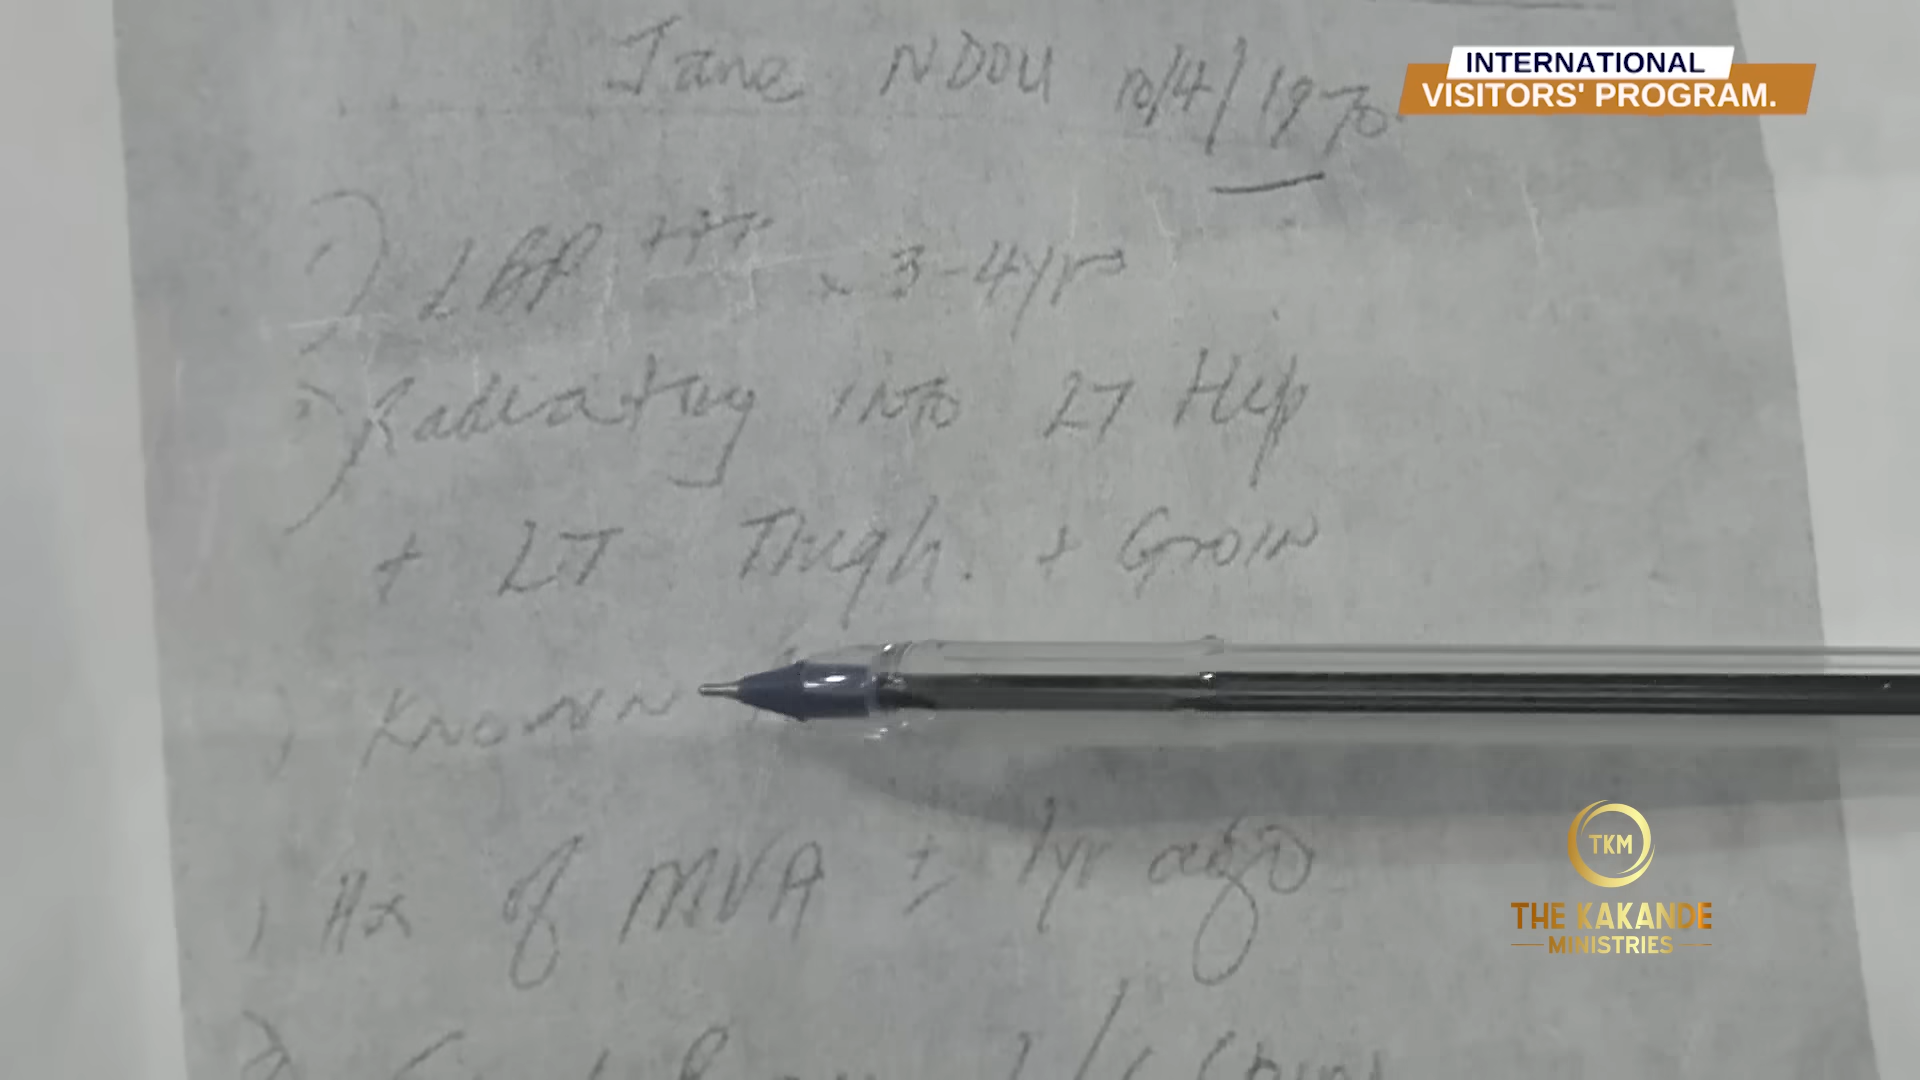 Jane NDOU 10/4/1970
INTERNATIONAL
VISITORS' PROGRAM.
) LBP +++ x 3-4yrs
) Radiating into LT Hip
+ LT Thigh. + Groin
) Known
) Hx of MVA ± 1yr ago
TKM
THE KAKANDE
MINISTRIES